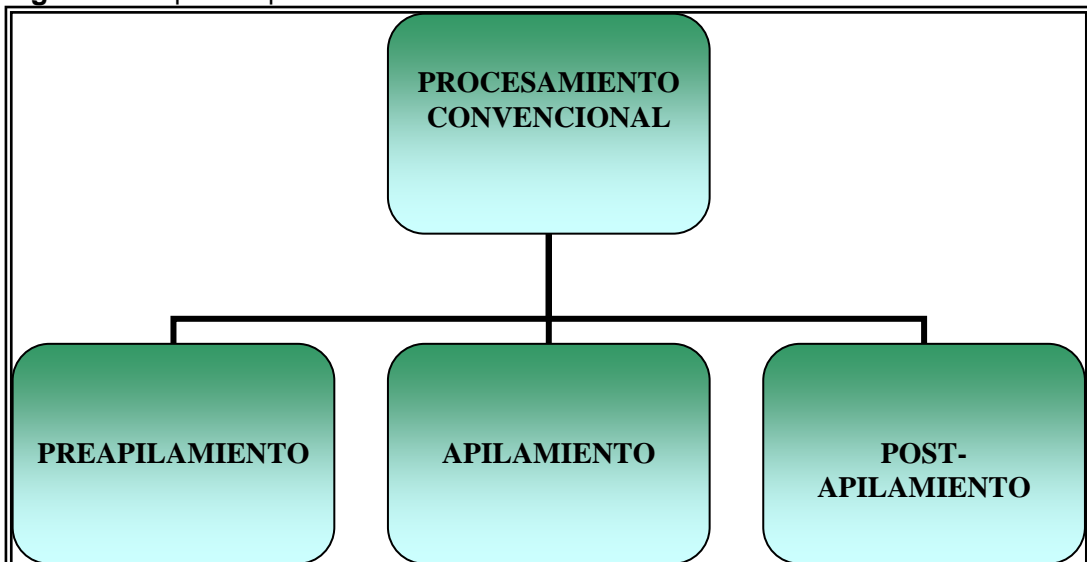 PROCESAMIENTO
CONVENCIONAL
PREAPILAMIENTO
APILAMIENTO
POST-
APILAMIENTO